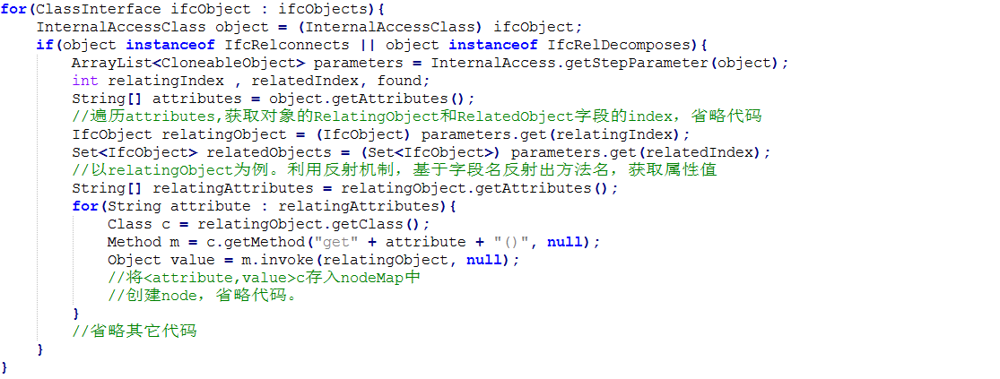 for(ClassInterface ifcObject : ifcObjects){
    InternalAccessClass object = (InternalAccessClass) ifcObject;
    if(object instanceof IfcRelconnects || object instanceof IfcRelDecomposes){
        ArrayList<CloneableObject> parameters = InternalAccess.getStepParameter(object);
        int relatingIndex , relatedIndex, found;
        String[] attributes = object.getAttributes();
        //遍历attributes,获取对象的RelatingObject和RelatedObject字段的index，省略代码
        IfcObject relatingObject = (IfcObject) parameters.get(relatingIndex);
        Set<IfcObject> relatedObjects = (Set<IfcObject>) parameters.get(relatedIndex);
        //以relatingObject为例。利用反射机制，基于字段名反射出方法名，获取属性值
        String[] relatingAttributes = relatingObject.getAttributes();
        for(String attribute : relatingAttributes){
            Class c = relatingObject.getClass();
            Method m = c.getMethod("get" + attribute + "()", null);
            Object value = m.invoke(relatingObject, null);
            //将<attribute,value>c存入nodeMap中
            //创建node，省略代码。
        }
        //省略其它代码
    }
}